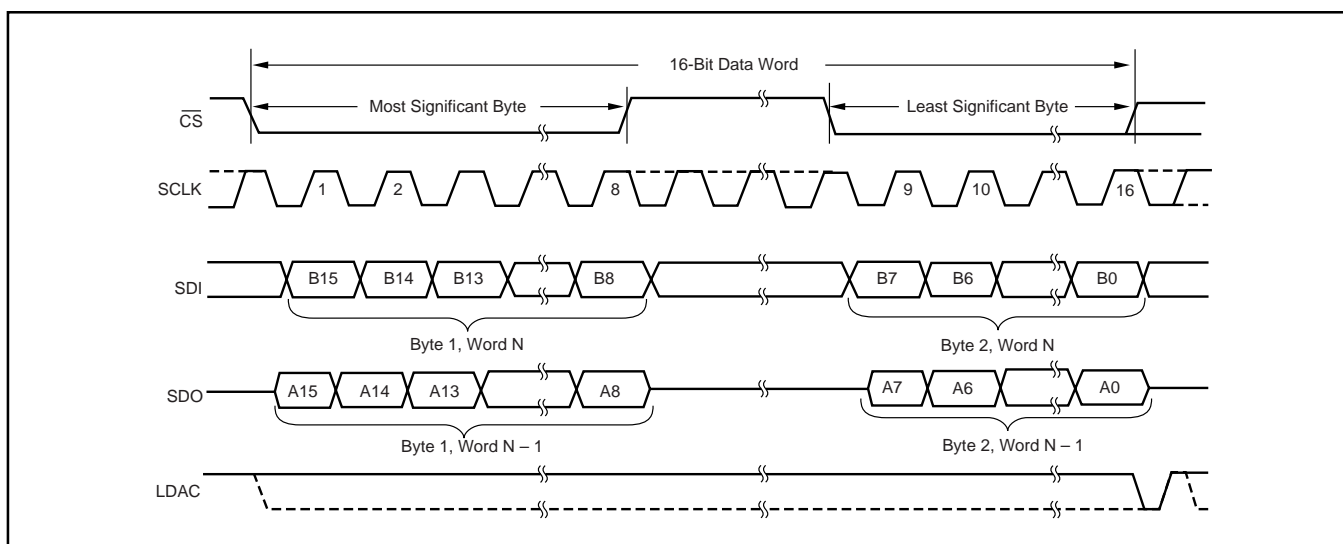 16-Bit Data Word
Most Significant Byte
Least Significant Byte
CS
SCLK
1
2
8
9
10
16
SDI
B15
B14
B13
B8
B7
B6
B0
Byte 1, Word N
Byte 2, Word N
SDO
A15
A14
A13
A8
A7
A6
A0
Byte 1, Word N – 1
Byte 2, Word N – 1
LDAC